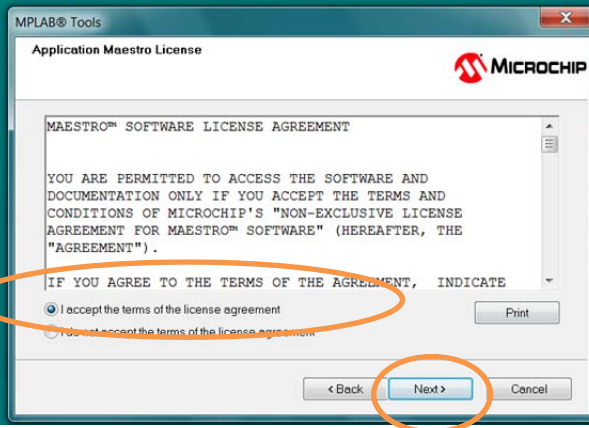 MPLAB® Tools
Application Maestro License
MICROCHIP
MAESTRO™ SOFTWARE LICENSE AGREEMENT
YOU ARE PERMITTED TO ACCESS THE SOFTWARE AND
DOCUMENTATION ONLY IF YOU ACCEPT THE TERMS AND
CONDITIONS OF MICROCHIP'S "NON-EXCLUSIVE LICENSE
AGREEMENT FOR MAESTRO™ SOFTWARE" (HEREAFTER, THE
"AGREEMENT").
IF YOU AGREE TO THE TERMS OF THE AGREEMENT, INDICATE
I accept the terms of the license agreement
I do not accept the terms of the license agreement
Print
< Back
Next >
Cancel